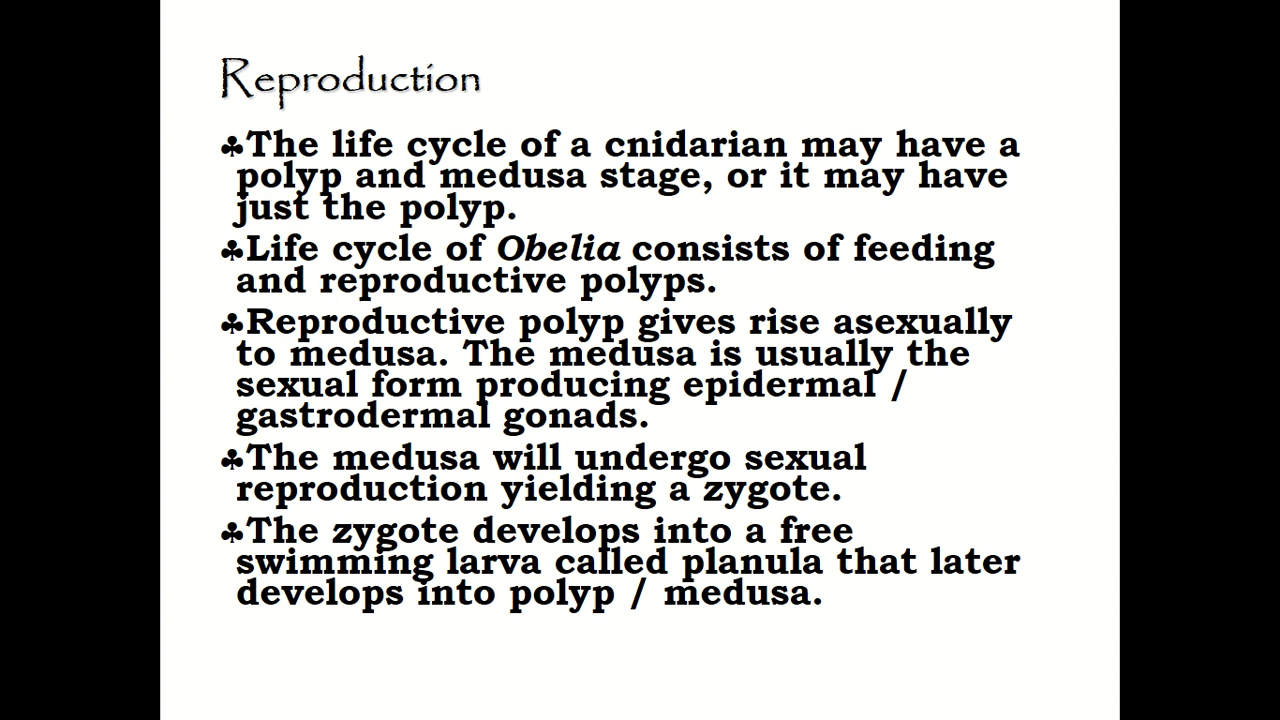 Reproduction
♣The life cycle of a cnidarian may have a
polyp and medusa stage, or it may have
just the polyp.
♣Life cycle of Obelia consists of feeding
and reproductive polyps.
♣Reproductive polyp gives rise asexually
to medusa. The medusa is usually the
sexual form producing epidermal /
gastrodermal gonads.
♣The medusa will undergo sexual
reproduction yielding a zygote.
♣The zygote develops into a free
swimming larva called planula that later
develops into polyp / medusa.